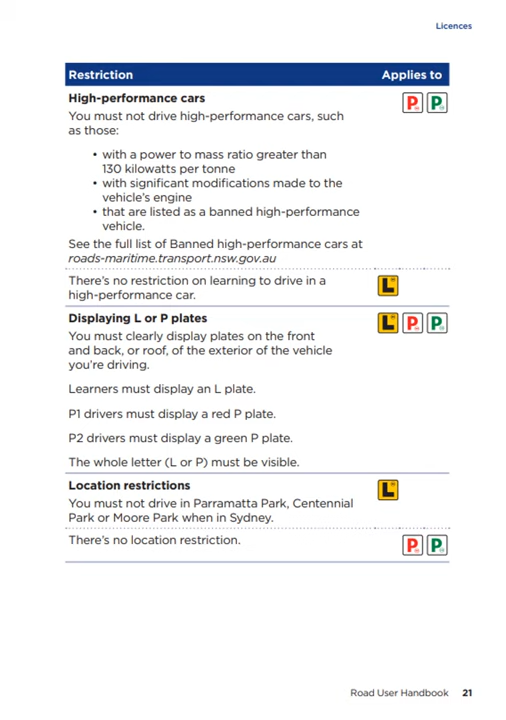 Licences
Restriction Applies to
High-performance cars P P
You must not drive high-performance cars, such
as those:
• with a power to mass ratio greater than
130 kilowatts per tonne
• with significant modifications made to the
vehicle's engine
• that are listed as a banned high-performance
vehicle.
See the full list of Banned high-performance cars at
roads-maritime.transport.nsw.gov.au
There's no restriction on learning to drive in a L
high-performance car.
Displaying L or P plates L P P
You must clearly display plates on the front
and back, or roof, of the exterior of the vehicle
you're driving.
Learners must display an L plate.
P1 drivers must display a red P plate.
P2 drivers must display a green P plate.
The whole letter (L or P) must be visible.
Location restrictions L
You must not drive in Parramatta Park, Centennial
Park or Moore Park when in Sydney.
There's no location restriction. P P
Road User Handbook 21